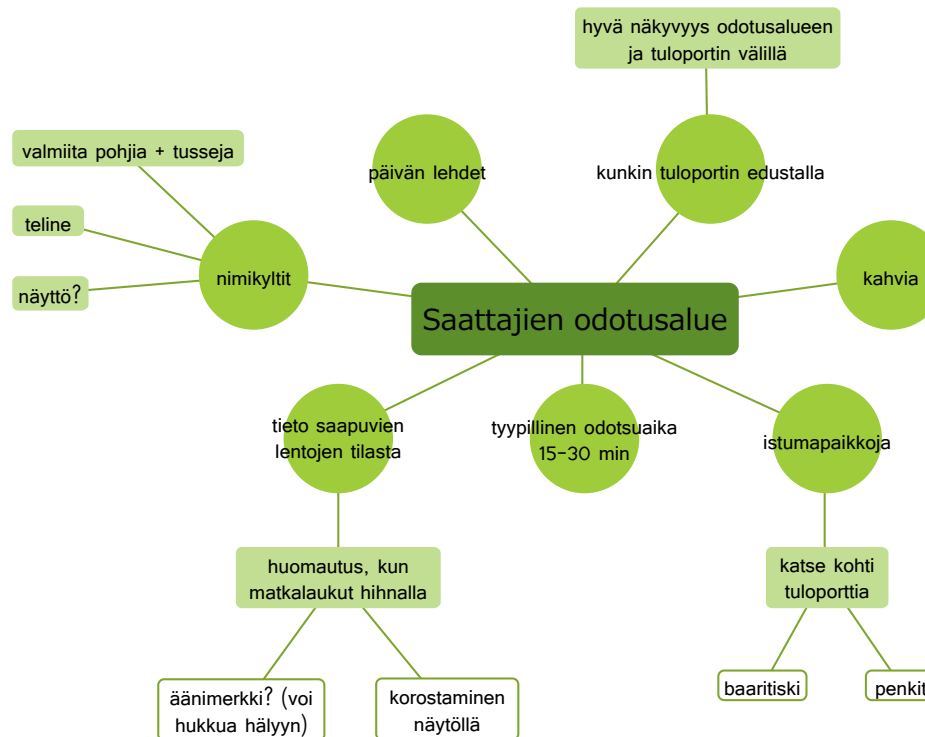 hyvä näkyvyys odotusalueen
ja tuloportin välillä
valmiita pohjia + tusseja
päivän lehdet
kunkin tuloportin edustalla
teline
nimikyltit
kahvia
näyttö?
Saattajien odotusalue
tieto saapuvien
lentojen tilasta
tyypillinen odotsuaika
15-30 min
istumapaikkoja
huomautus, kun
matkalaukut hihnalla
katse kohti
tuloporttia
äänimerkki? (voi
hukkua hälyyn)
korostaminen
näytöllä
baaritiski
penkit